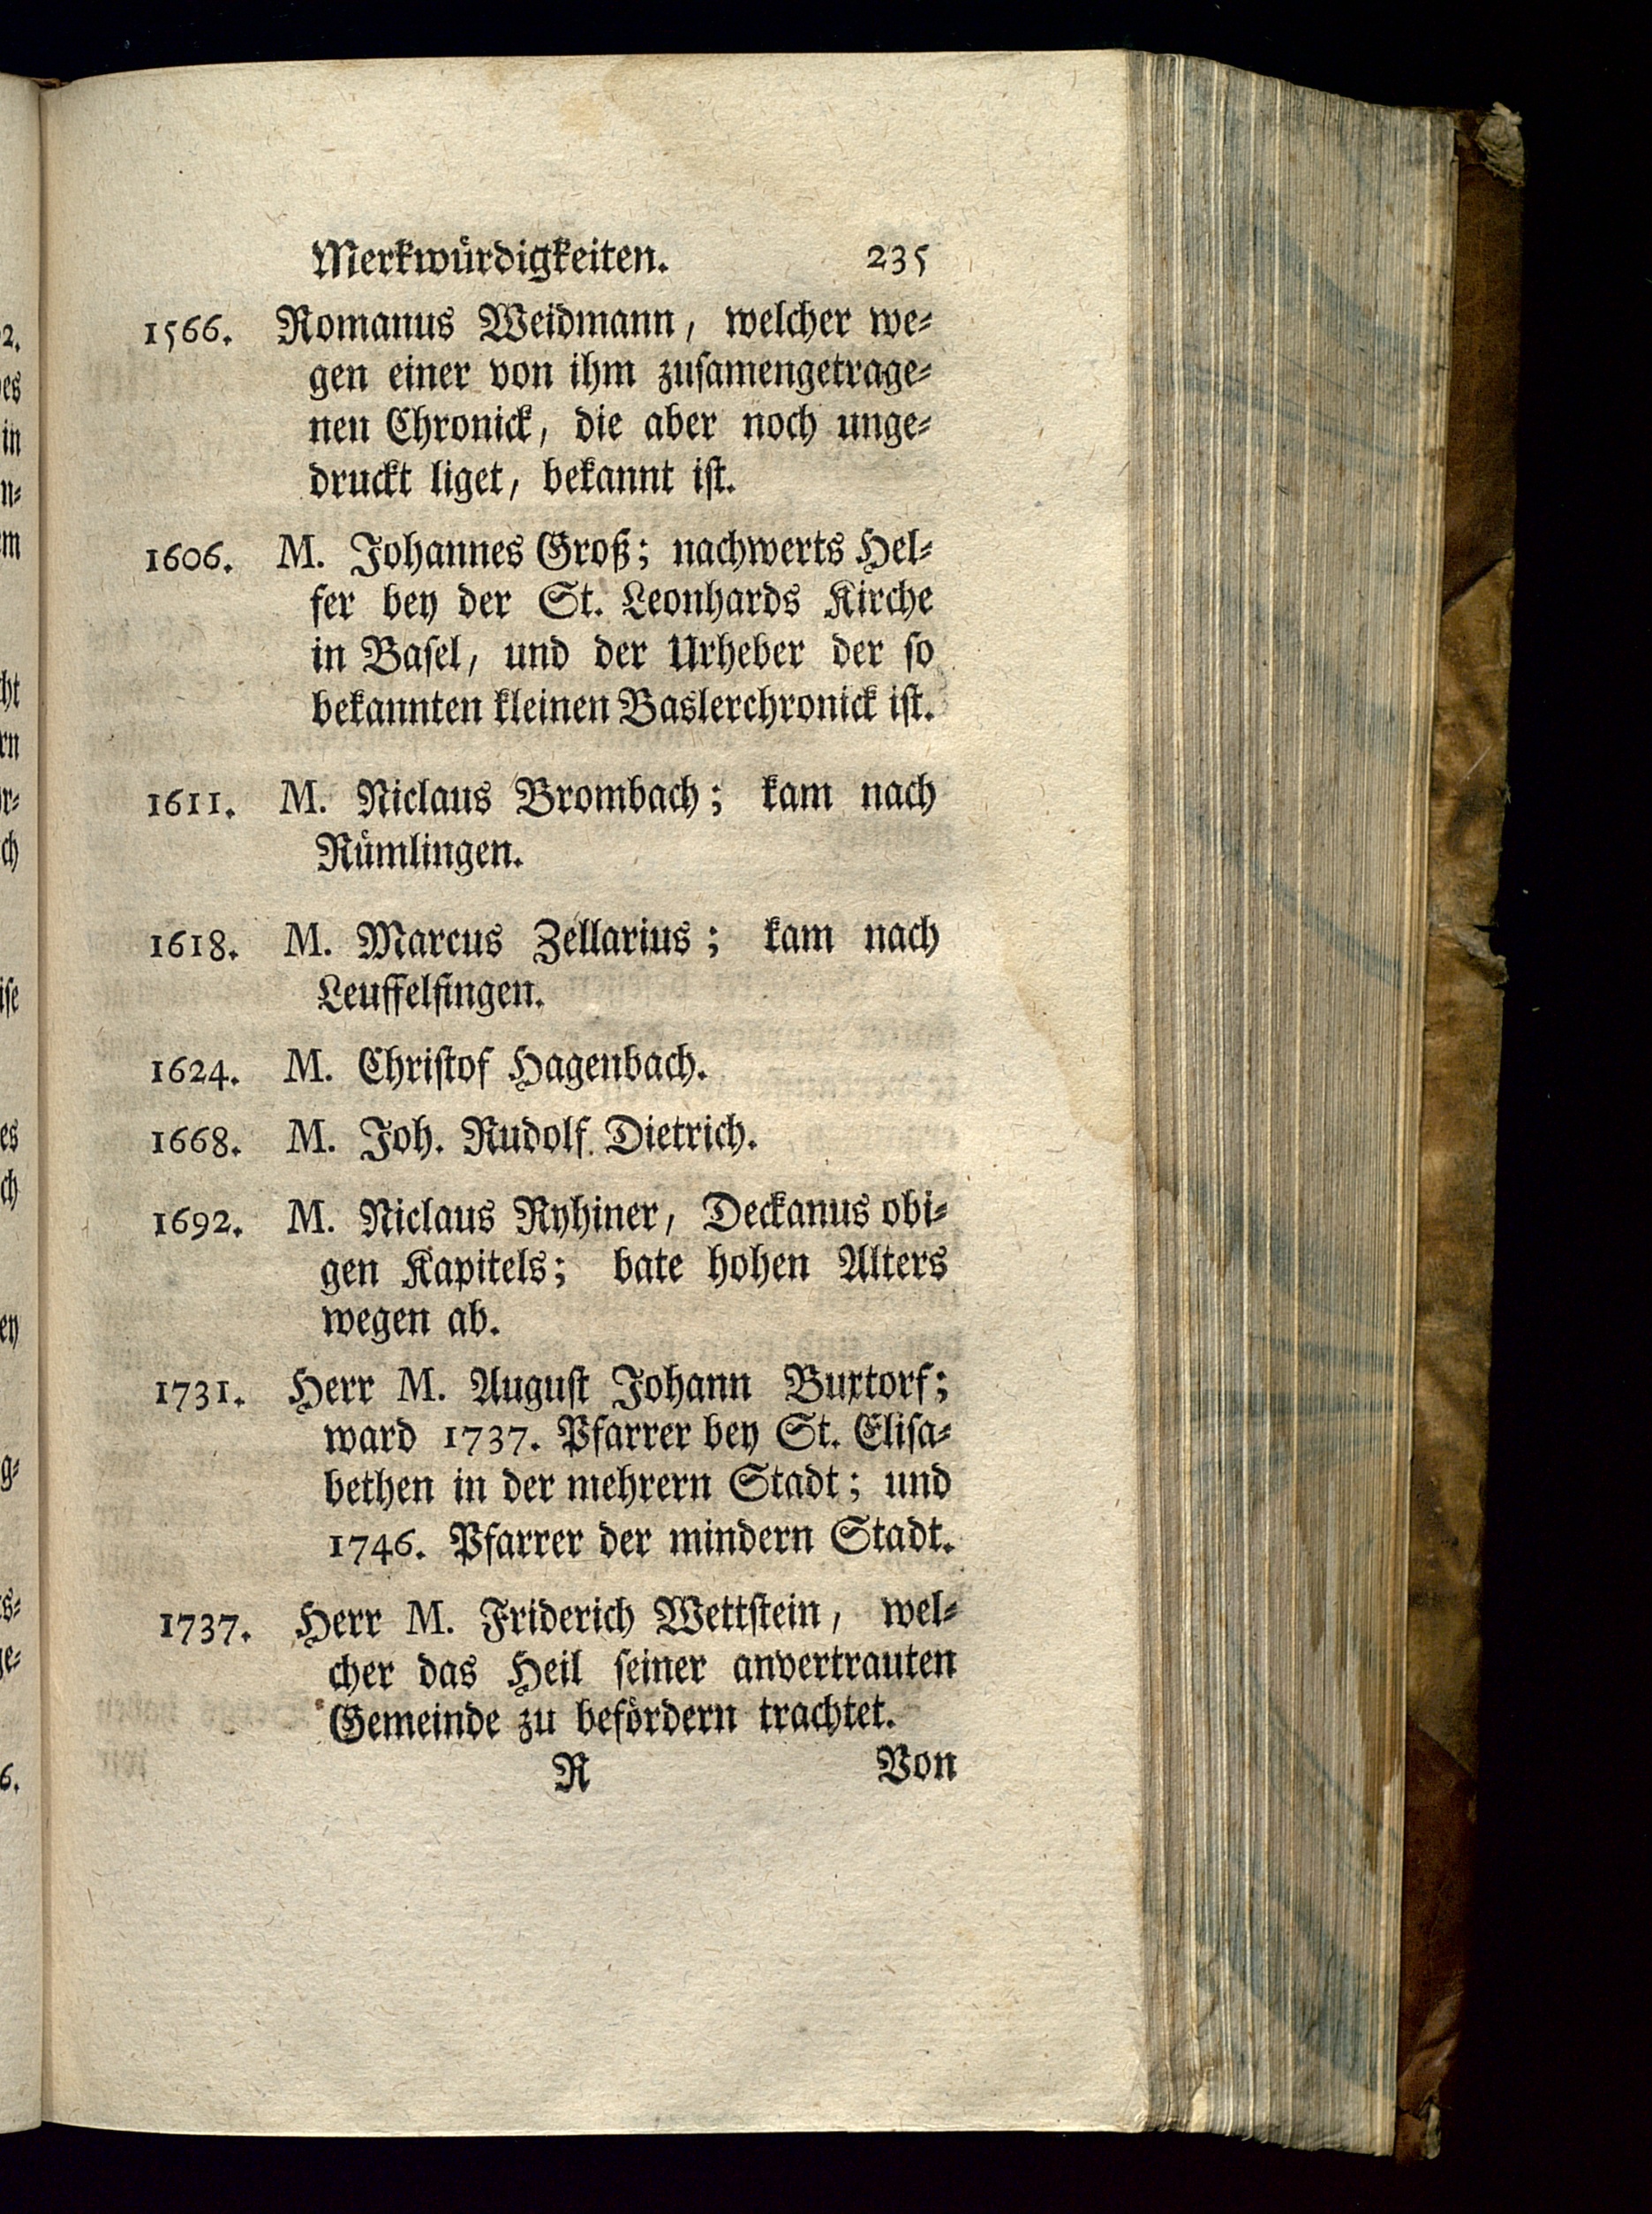 Merkwürdigkeiten. 235
1566. Romanus Weidmann, welcher we⸗
gen einer von ihm zusamengetrage⸗
nen Chronick, die aber noch unge⸗
druckt liget, bekannt ist.
1606. M. Johannes Groß; nachwerts Hel⸗
fer bey der St. Leonhards Kirche
in Basel, und der Urheber der so
bekannten kleinen Baslerchronick ist.
1611. M. Niclaus Brombach; kam nach
Rümlingen.
1618. M. Marcus Zellarius; kam nach
Leuffelfingen.
1624. M. Christof Hagenbach.
1668. M. Joh. Rudolf Dietrich.
1692. M. Niclaus Ryhiner, Deckanus obi⸗
gen Kapitels; bate hohen Alters
wegen ab.
1731. Herr M. August Johann Buxtorf;
ward 1737. Pfarrer bey St. Elisa⸗
bethen in der mehrern Stadt; und
1746. Pfarrer der mindern Stadt.
1737. Herr M. Friderich Wettstein, wel⸗
cher das Heil seiner anvertrauten
Gemeinde zu befördern trachtet.
R Von